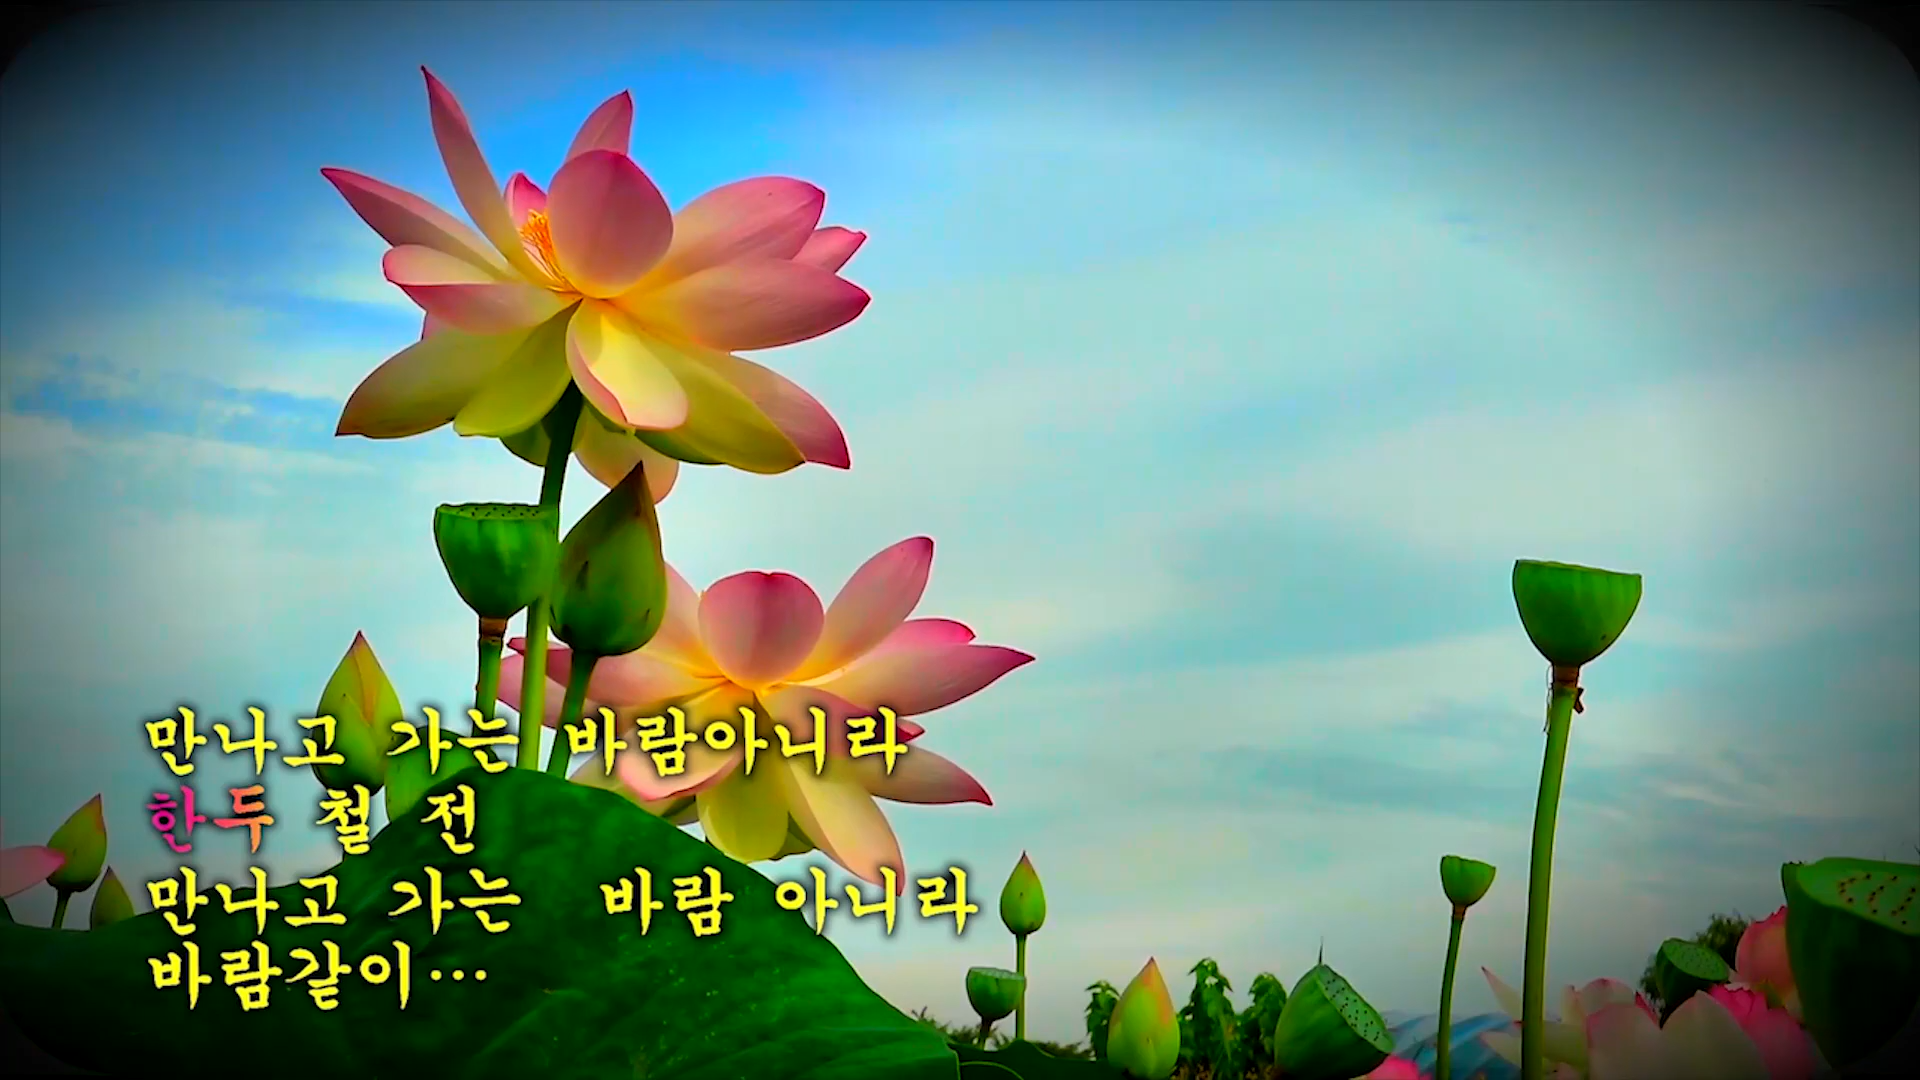 만나고 가는 바람아니라
한두 철 전
만나고 가는 바람 아니라
바람같이…